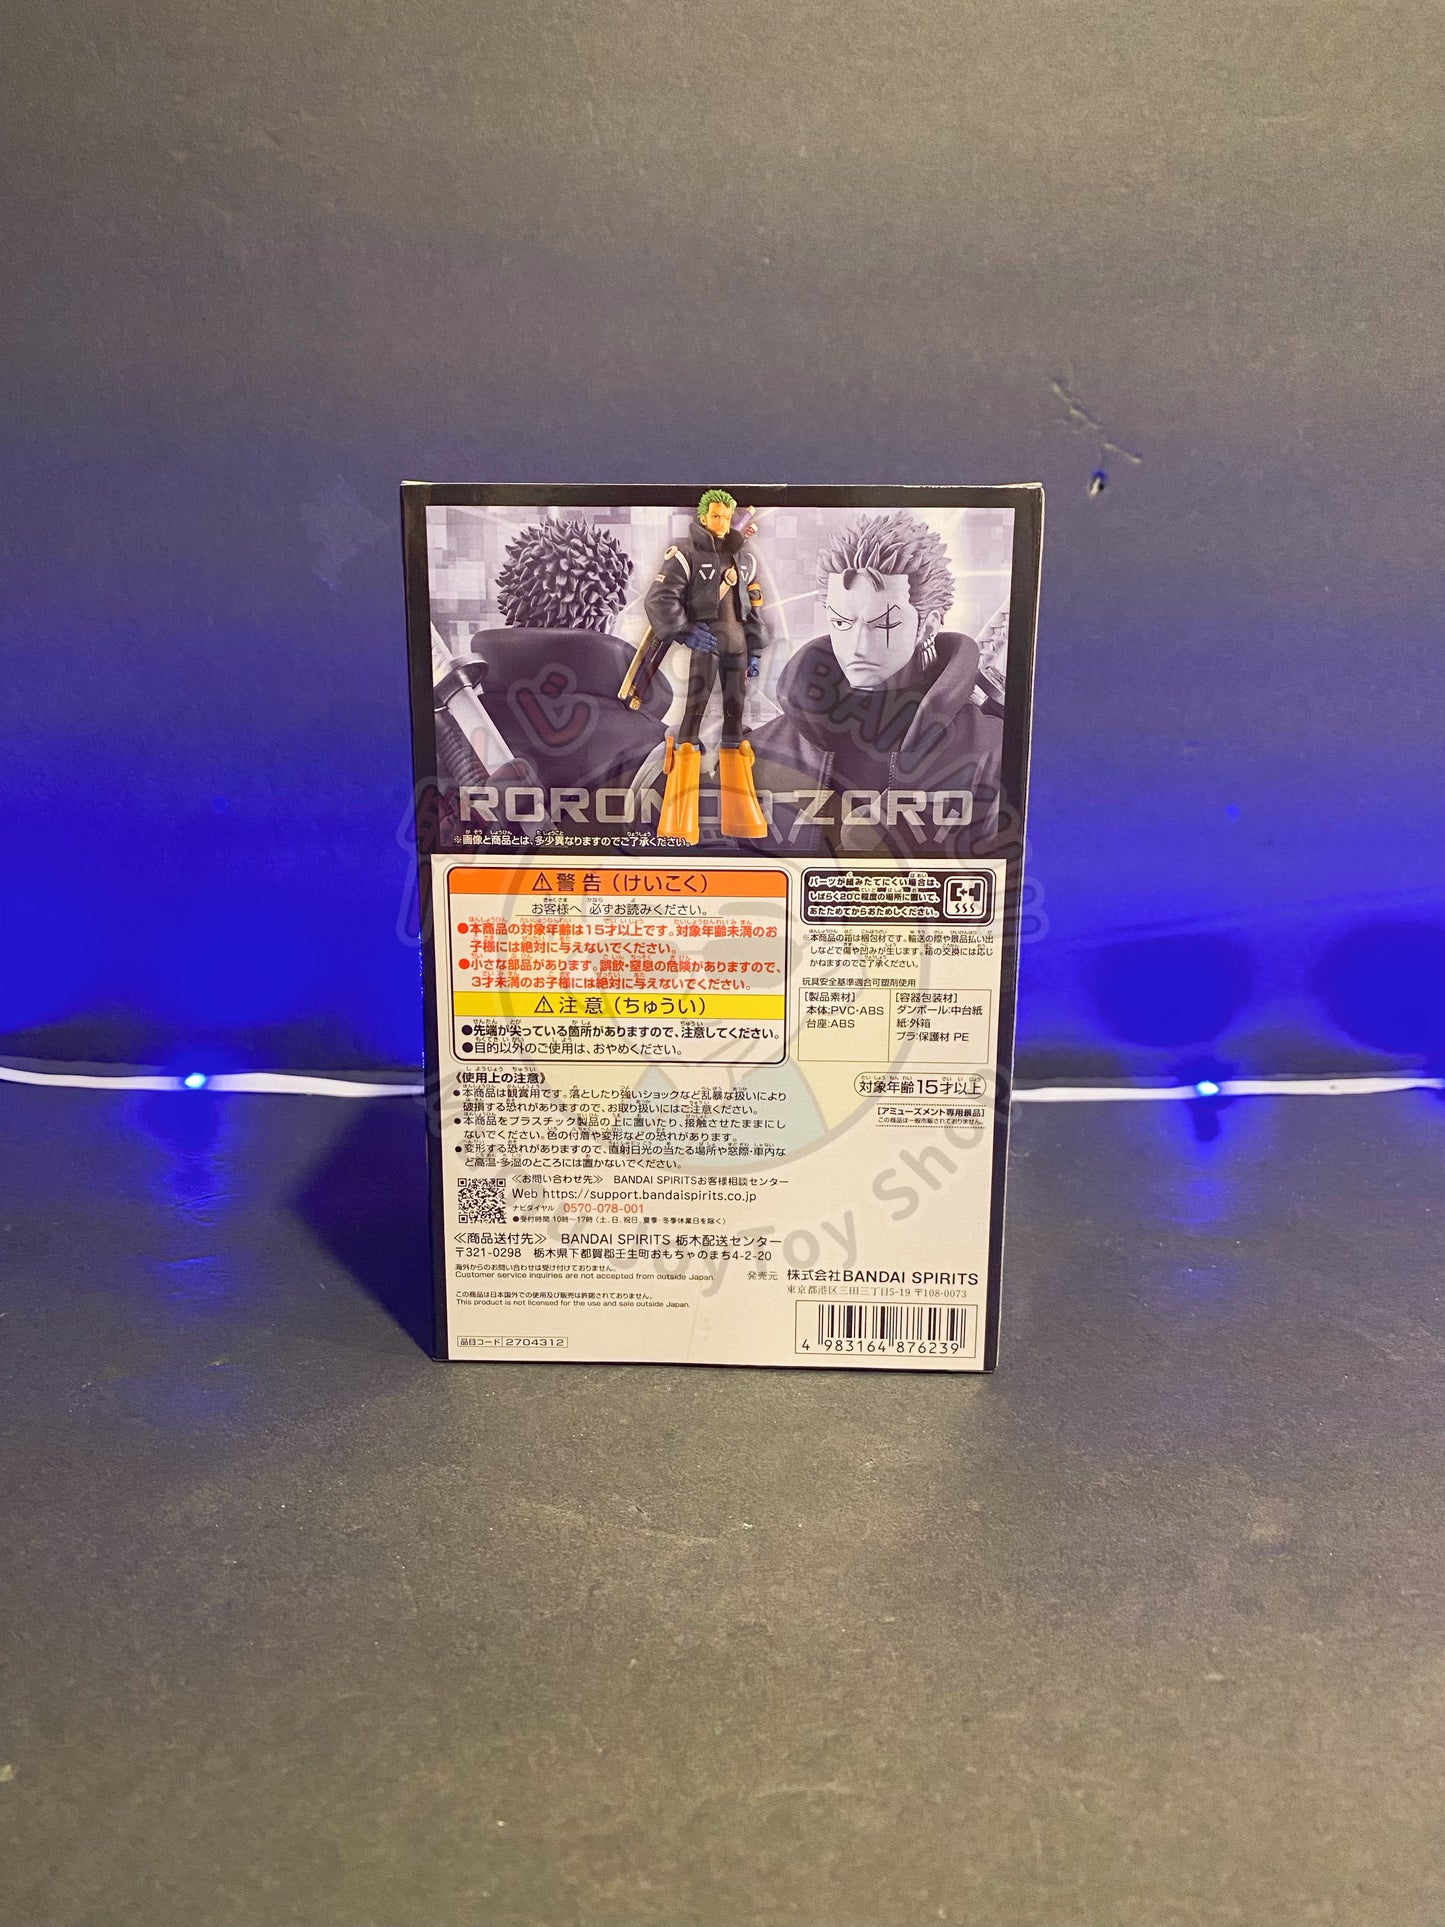 RORONOA ZORO
※画像と商品とは、多少異なりますのでご了承ください。
⚠警告(けいこく)
お客様へ 必ずお読みください。
●本商品の対象年齢は15才以上です。対象年齢未満のお
子様には絶対に与えないでください。
●小さな部品があります。誤飲・窒息の危険がありますので、
3才未満のお子様には絶対に与えないでください。
⚠注意(ちゅうい)
●先端が尖っている箇所がありますので、注意してください。
●目的以外のご使用は、おやめください。
《使用上の注意》
●本商品は観賞用です。落としたり強いショックなど乱暴な扱いにより
破損する恐れがありますので、お取り扱いにはご注意ください。
●本商品をプラスチック製品の上に置いたり、接触させたままにし
ないでください。色の付着や変形などの恐れがあります。
●変形する恐れがありますので、直射日光の当たる場所や窓際・車内な
ど高温・多湿のところには置かないでください。
≪お問い合わせ先≫ BANDAI SPIRITSお客様相談センター
Web https://support.bandaispirits.co.jp
ナビダイヤル 0570-078-001
●受付時間 10時〜17時(土、日、祝日、夏季・冬季休業日を除く)
≪商品送付先≫ BANDAI SPIRITS 栃木配送センター
〒321-0298 栃木県下都賀郡壬生町おもちゃのまち4-2-20
海外からのお問い合わせは受け付けておりません。
Customer service inquiries are not accepted from outside Japan.
この商品は日本国外での使用及び販売は許諾されておりません。
This product is not licensed for the use and sale outside Japan.
品目コード 2704312
パーツが組みたてにくい場合は、
しばらく20℃程度の場所に置いて、
あたためてからおためしください。
※本商品の箱は梱包材です。輸送の際や景品払い出
しなどで傷や凹みが生じます。箱の交換には応じ
かねますのでご了承ください。
玩具安全基準適合可塑剤使用
[製品素材]
本体:PVC・ABS
台座:ABS
[容器包装材]
ダンボール:中台紙
紙:外箱
プラ:保護材 PE
対象年齢15才以上
[アミューズメント専用景品]
この商品は一般市販されておりません。
発売元 株式会社BANDAI SPIRITS
東京都港区三田三丁目5-19 〒108-0073
4 983164 876239